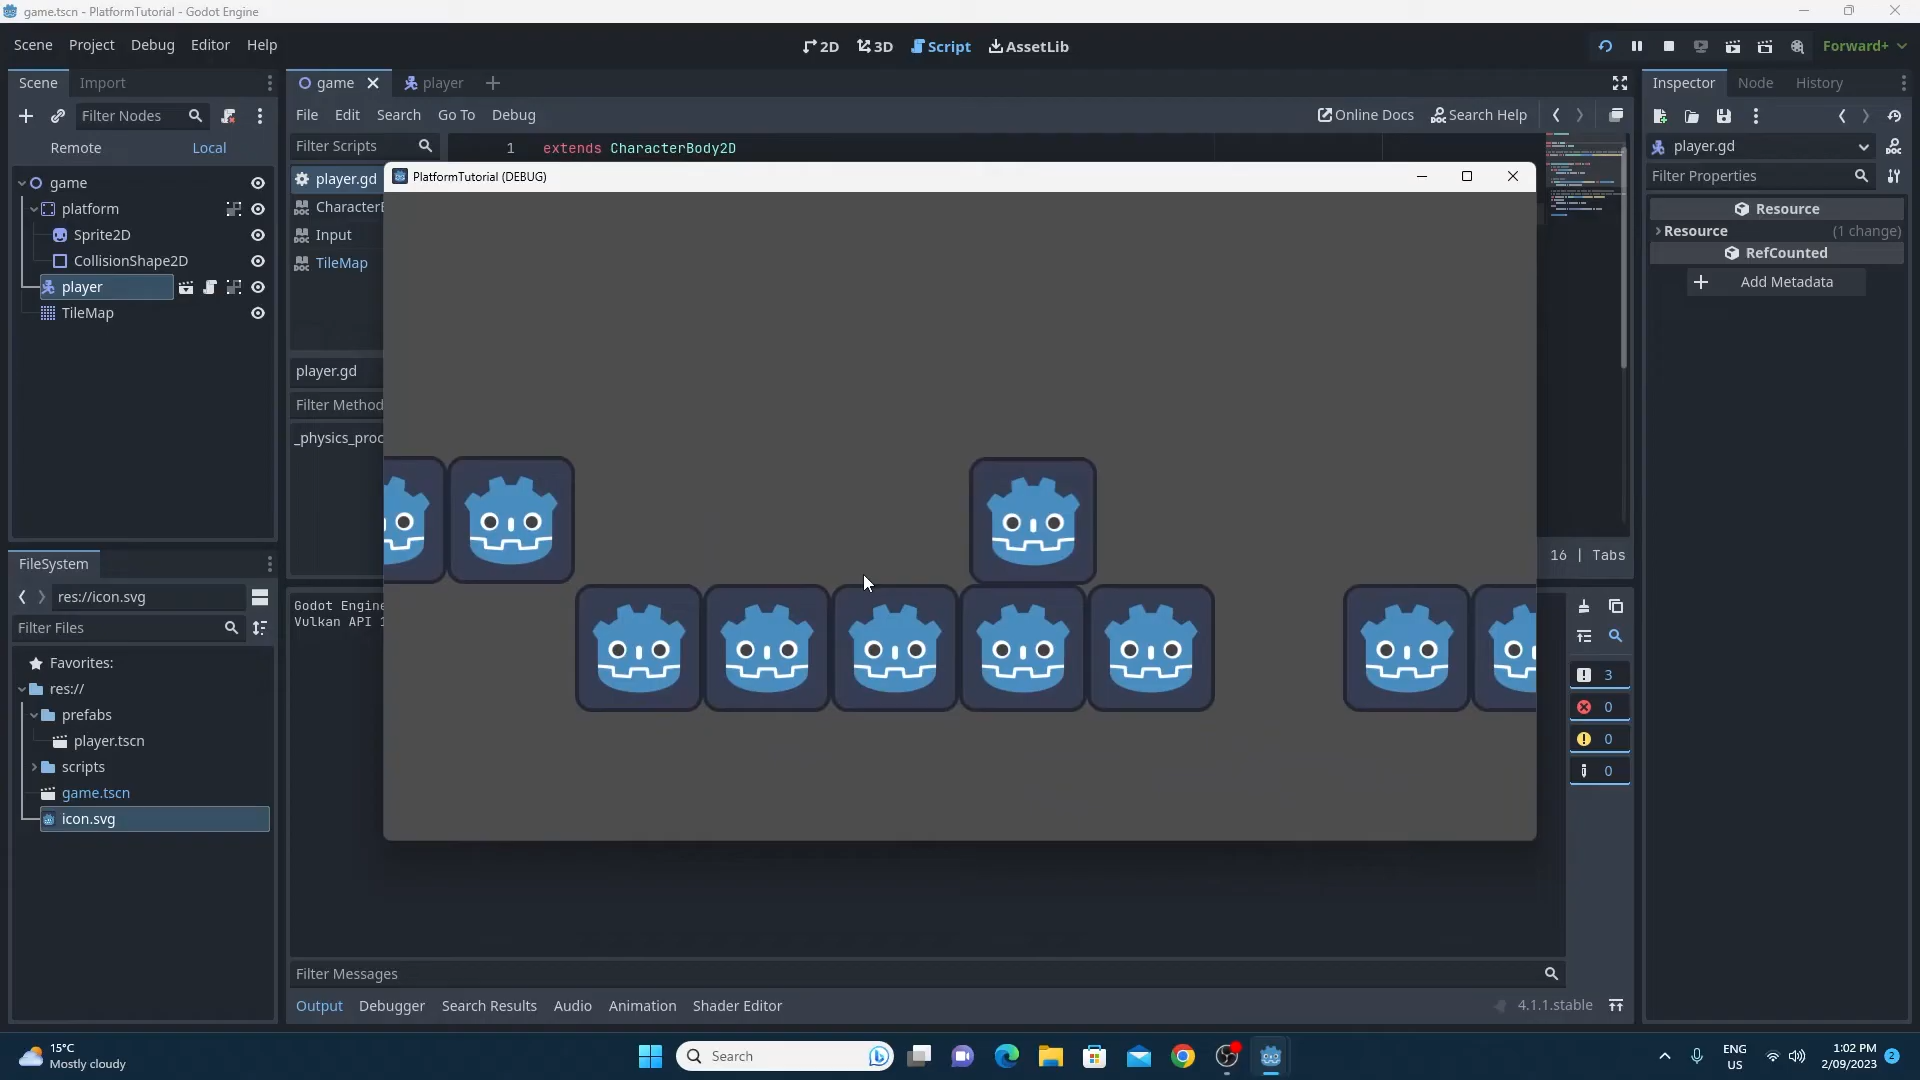 game.tscn - PlatformTutorial - Godot Engine
Scene Project Debug Editor Help
2D 3D Script AssetLib
Forward+
Scene Import
game player
Inspector Node History
Filter Nodes
File Edit Search Go To Debug
Online Docs Search Help
Remote Local
Filter Scripts
1 extends CharacterBody2D
player.gd
Filter Properties
game
platform
Sprite2D
CollisionShape2D
player
TileMap
player.gd
Input
TileMap
player.gd
_physics_proc
PlatformTutorial (DEBUG)
Resource
Resource (1 change)
RefCounted
Add Metadata
16 | Tabs
FileSystem
res://icon.svg
Filter Files
Favorites:
res://
prefabs
player.tscn
scripts
game.tscn
icon.svg
Godot Engine
Vulkan API 1
3
0
0
0
Filter Messages
Output Debugger Search Results Audio Animation Shader Editor
4.1.1.stable
15°C
Mostly cloudy
Search
ENG
US
1:02 PM
2/09/2023
2